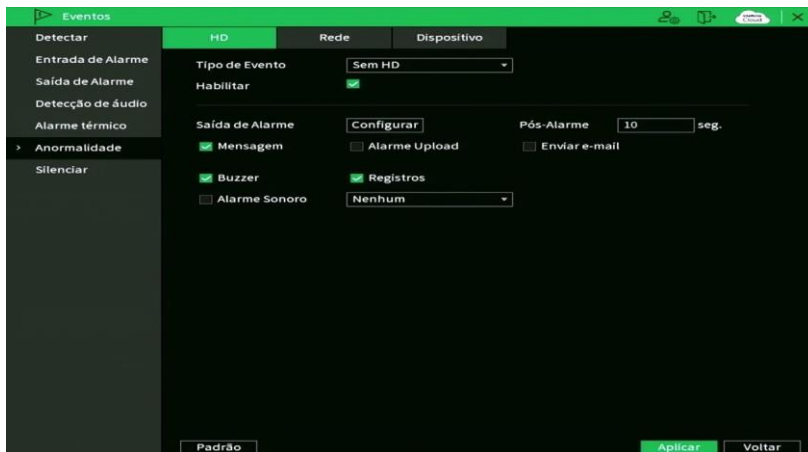 Eventos
Detectar
Entrada de Alarme
Saída de Alarme
Detecção de áudio
Alarme térmico
> Anormalidade
Silenciar
HD Rede Dispositivo
Tipo de Evento Sem HD
Habilitar
Saída de Alarme Configurar Pós-Alarme 10 seg.
Mensagem Alarme Upload Enviar e-mail
Buzzer Registros
Alarme Sonoro Nenhum
Padrão Aplicar Voltar